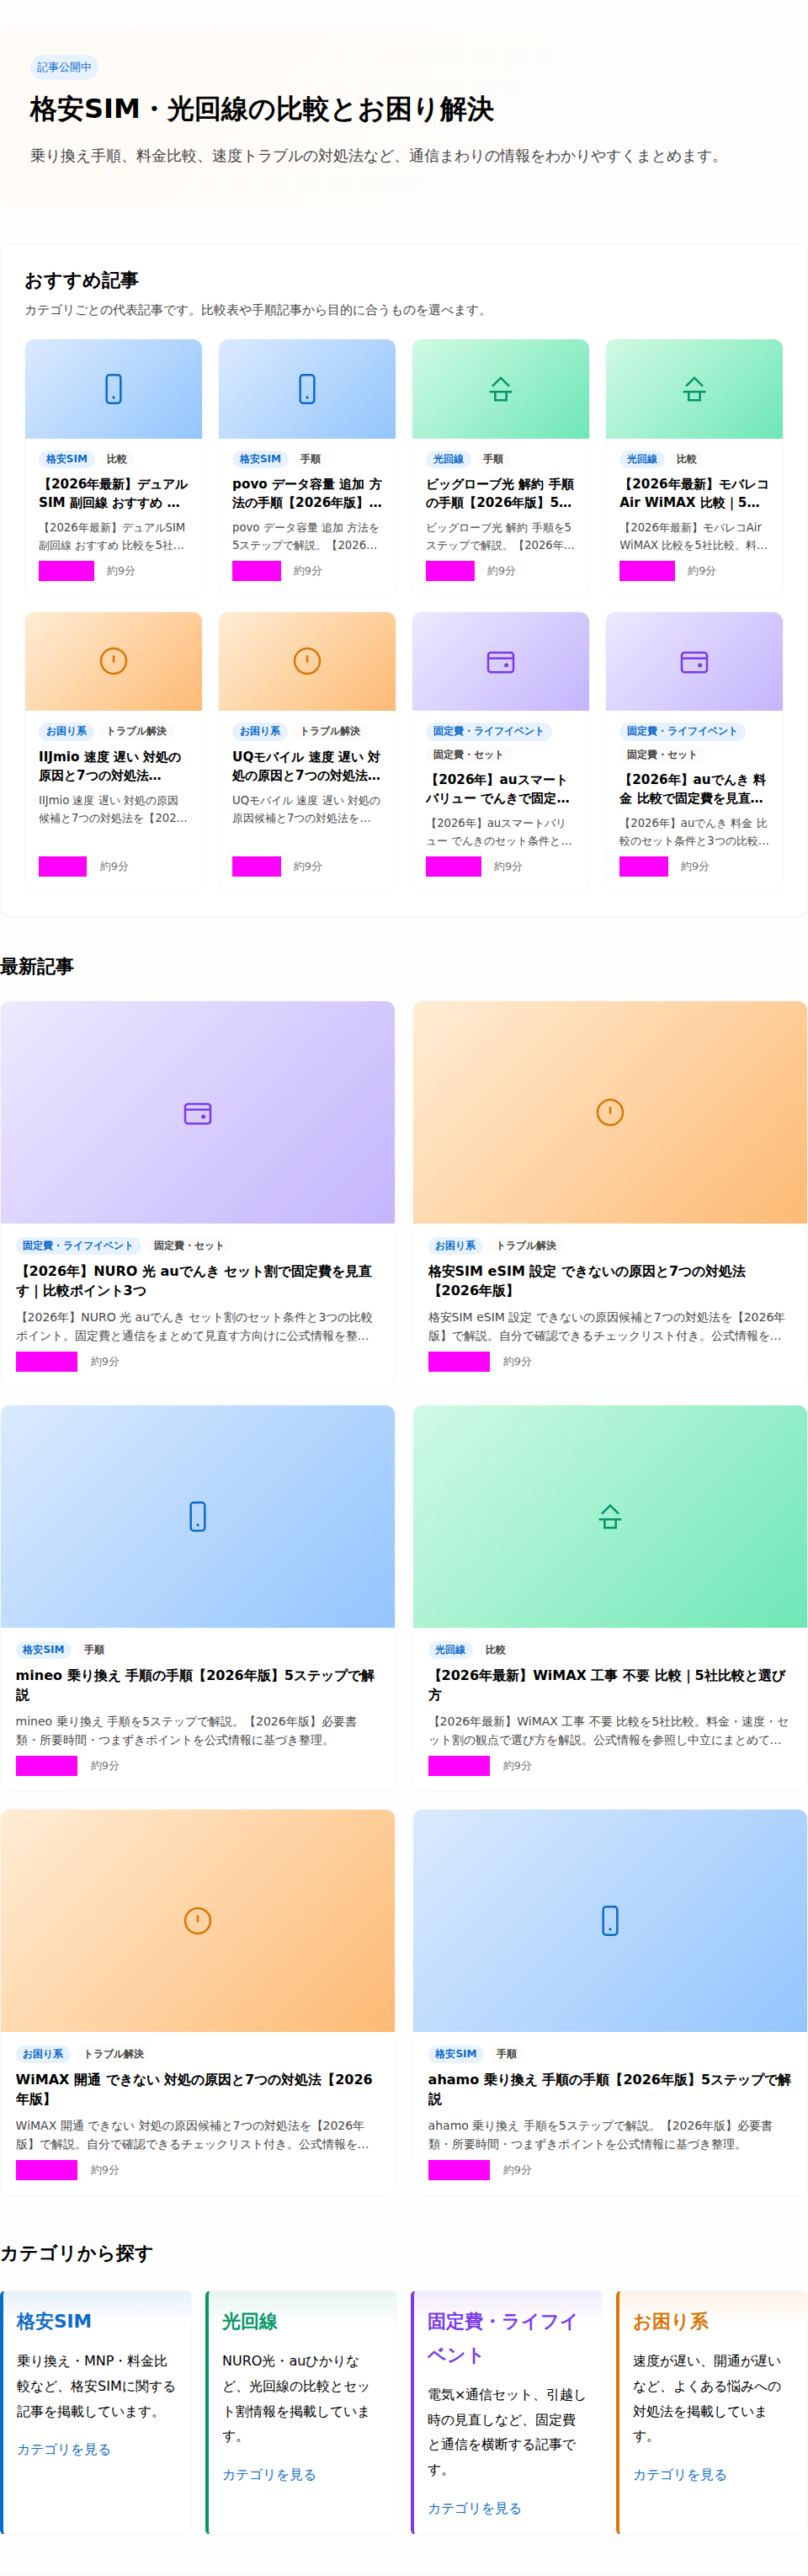 記事公開中
格安SIM・光回線の比較とお困り解決
乗り換え手順、料金比較、速度トラブルの対処法など、通信まわりの情報をわかりやすくまとめます。
おすすめ記事
カテゴリごとの代表記事です。比較表や手順記事から目的に合うものを選べます。
格安SIM 比較
【2026年最新】デュアル
SIM 副回線 おすすめ …
【2026年最新】デュアルSIM
副回線 おすすめ 比較を5社…
約9分
格安SIM 手順
povo データ容量 追加 方
法の手順【2026年版】…
povo データ容量 追加 方法を
5ステップで解説。【2026…
約9分
光回線 手順
ビッグローブ光 解約 手順
の手順【2026年版】5…
ビッグローブ光 解約 手順を5
ステップで解説。【2026年…
約9分
光回線 比較
【2026年最新】モバレコ
Air WiMAX 比較｜5…
【2026年最新】モバレコAir
WiMAX 比較を5社比較。料…
約9分
お困り系 トラブル解決
IIJmio 速度 遅い 対処の
原因と7つの対処法…
IIJmio 速度 遅い 対処の原因
候補と7つの対処法を【202…
約9分
お困り系 トラブル解決
UQモバイル 速度 遅い 対
処の原因と7つの対処法…
UQモバイル 速度 遅い 対処の
原因候補と7つの対処法を…
約9分
固定費・ライフイベント
固定費・セット
【2026年】auスマート
バリュー でんきで固定…
【2026年】auスマートバリ
ュー でんきのセット条件と…
約9分
固定費・ライフイベント
固定費・セット
【2026年】auでんき 料
金 比較で固定費を見直…
【2026年】auでんき 料金 比
較のセット条件と3つの比較…
約9分
最新記事
固定費・ライフイベント 固定費・セット
【2026年】NURO 光 auでんき セット割で固定費を見直
す｜比較ポイント3つ
【2026年】NURO 光 auでんき セット割のセット条件と3つの比較
ポイント。固定費と通信をまとめて見直す方向けに公式情報を整…
約9分
お困り系 トラブル解決
格安SIM eSIM 設定 できないの原因と7つの対処法
【2026年版】
格安SIM eSIM 設定 できないの原因候補と7つの対処法を【2026年
版】で解説。自分で確認できるチェックリスト付き。公式情報を…
約9分
格安SIM 手順
mineo 乗り換え 手順の手順【2026年版】5ステップで解
説
mineo 乗り換え 手順を5ステップで解説。【2026年版】必要書
類・所要時間・つまずきポイントを公式情報に基づき整理。
約9分
光回線 比較
【2026年最新】WiMAX 工事 不要 比較｜5社比較と選び
方
【2026年最新】WiMAX 工事 不要 比較を5社比較。料金・速度・セ
ット割の観点で選び方を解説。公式情報を参照し中立にまとめて…
約9分
お困り系 トラブル解決
WiMAX 開通 できない 対処の原因と7つの対処法【2026
年版】
WiMAX 開通 できない 対処の原因候補と7つの対処法を【2026年
版】で解説。自分で確認できるチェックリスト付き。公式情報を…
約9分
格安SIM 手順
ahamo 乗り換え 手順の手順【2026年版】5ステップで解
説
ahamo 乗り換え 手順を5ステップで解説。【2026年版】必要書
類・所要時間・つまずきポイントを公式情報に基づき整理。
約9分
カテゴリから探す
格安SIM
乗り換え・MNP・料金比
較など、格安SIMに関する
記事を掲載しています。
カテゴリを見る
光回線
NURO光・auひかりな
ど、光回線の比較とセッ
ト割情報を掲載していま
す。
カテゴリを見る
固定費・ライフイ
ベント
電気×通信セット、引越し
時の見直しなど、固定費
と通信を横断する記事で
す。
カテゴリを見る
お困り系
速度が遅い、開通が遅い
など、よくある悩みへの
対処法を掲載していま
す。
カテゴリを見る